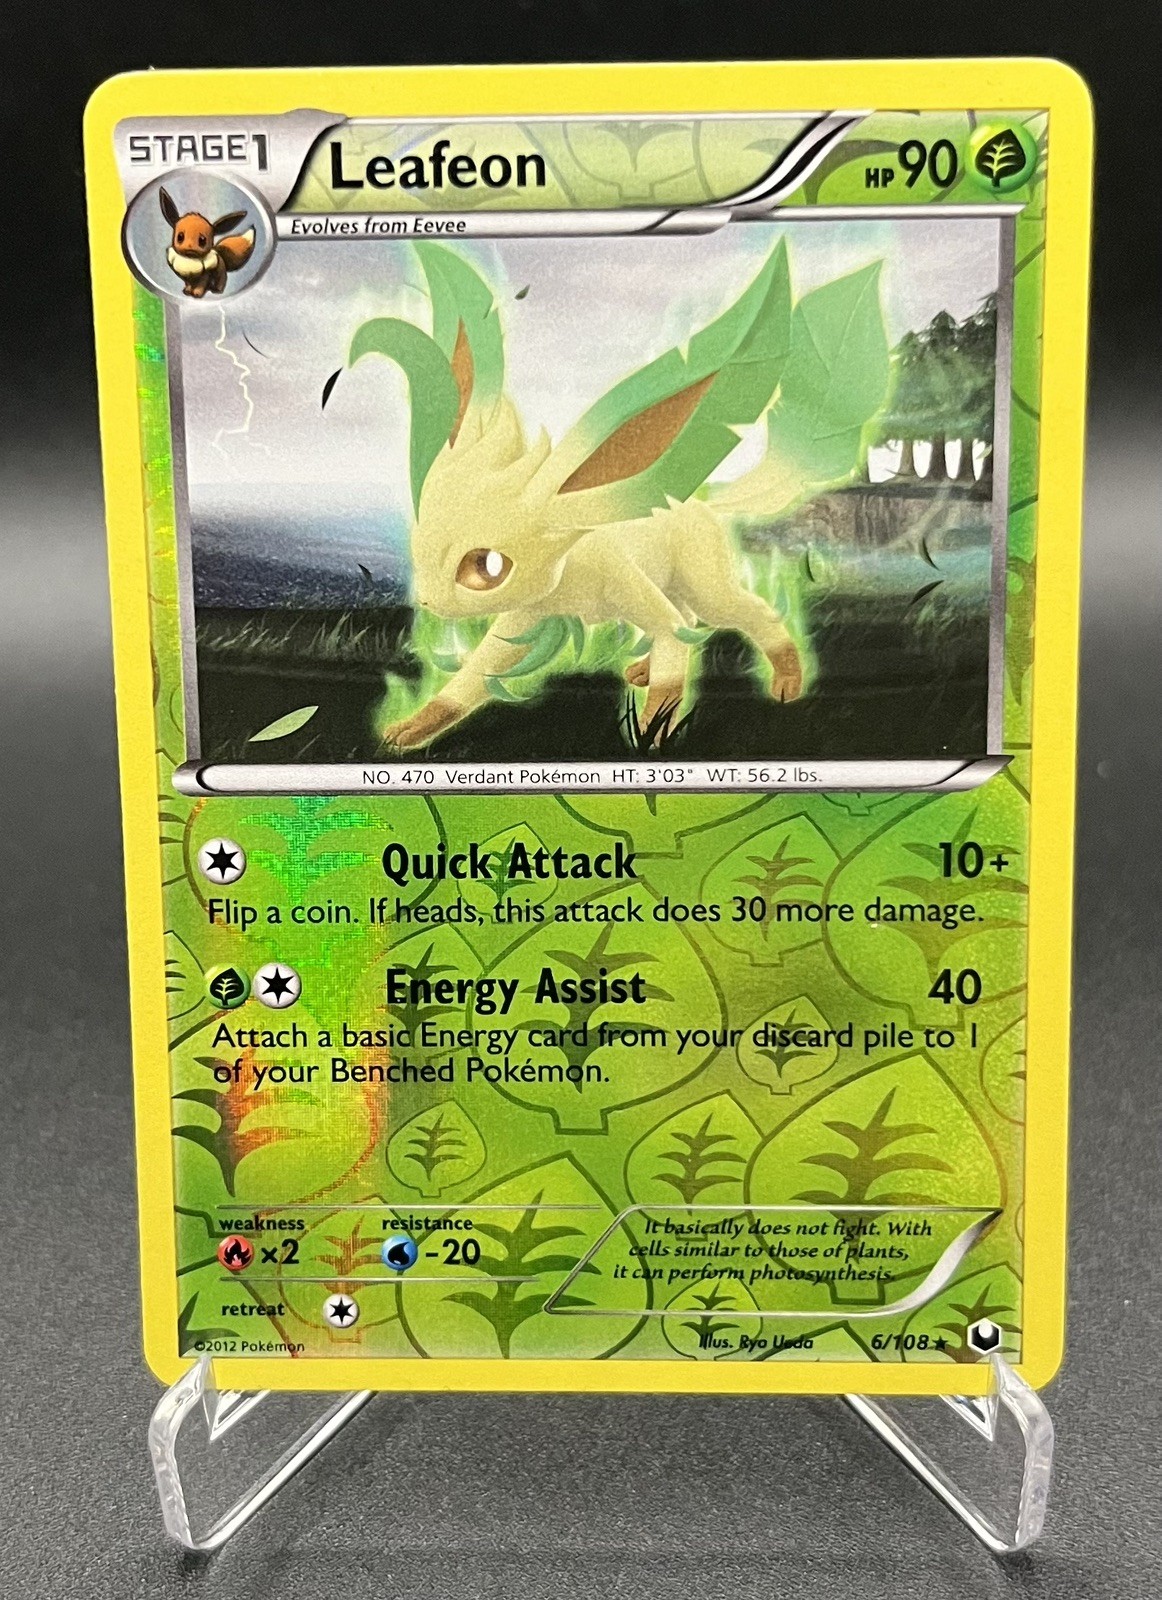 STAGE1
Leafeon
HP 90
Evolves from Eevee
NO. 470 Verdant Pokémon HT: 3'03" WT: 56.2 lbs.
Quick Attack 10+
Flip a coin. If heads, this attack does 30 more damage.
Energy Assist 40
Attach a basic Energy card from your discard pile to 1
of your Benched Pokémon.
weakness resistance
×2 -20
retreat
It basically does not fight. With
cells similar to those of plants,
it can perform photosynthesis.
©2012 Pokémon
Illus. Ryo Ueda 6/108 ★